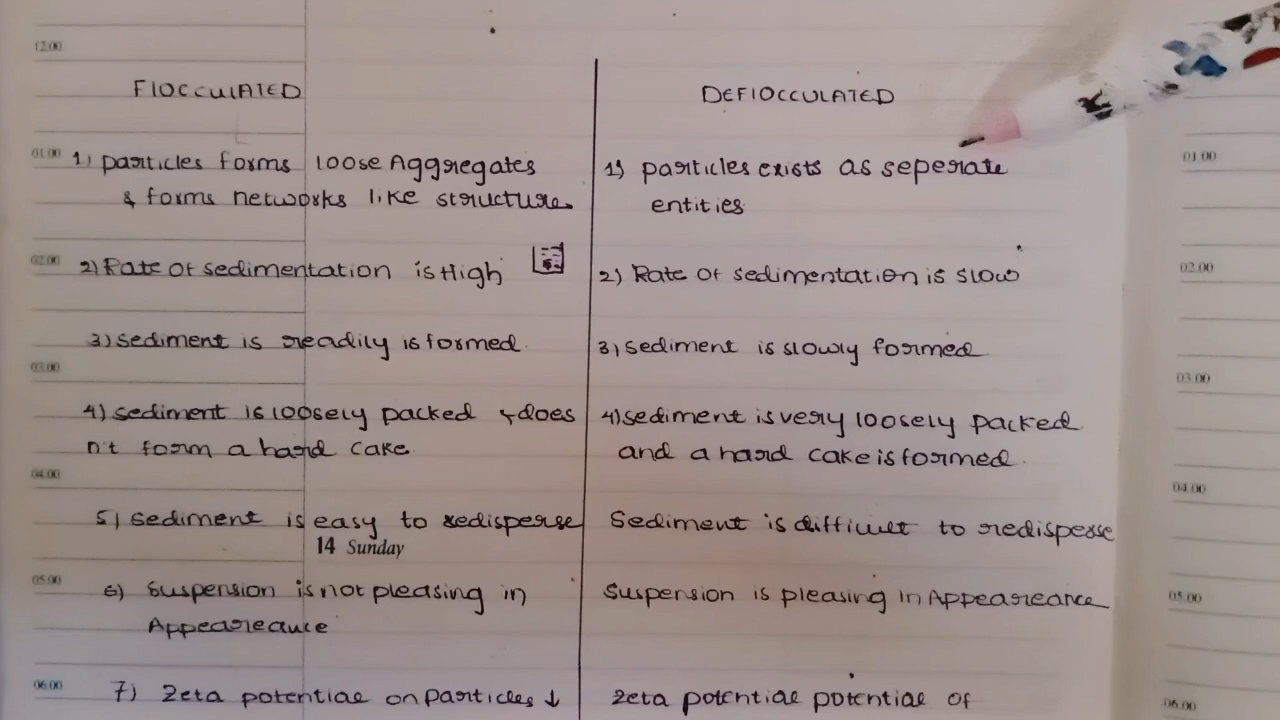 12.00
FlOCCUlATED
DEFlOCCUlATED
01.00
1) particles forms loose Aggregates
& forms networks like structure.
1) particles exists as seperate
entities
01.00
02.00
2) Rate of sedimentation is High
2) Rate of sedimentation is slow
02.00
3) sediment is readily is formed.
3) sediment is slowly formed
03.00
03.00
4) sediment is loosely packed & does
n't form a hard cake
4) sediment is very loosely packed
and a hard cake is formed.
04.00
04.00
5) sediment is easy to redisperse
Sediment is difficult to redisperse
14 Sunday
05.00
6) Suspension is not pleasing in
Appeareance
Suspension is pleasing in Appeareance
05.00
06.00
7) Zeta potential on particles ↓
Zeta potential potential of
06.00